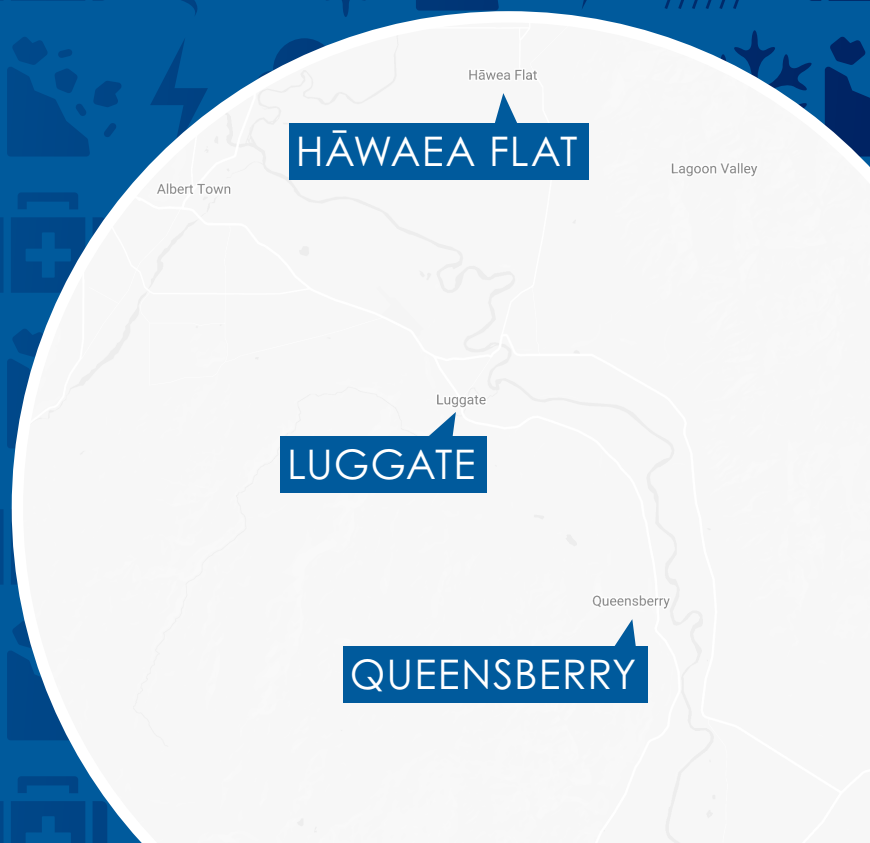 Hāwea Flat
HĀWAEA FLAT
Lagoon Valley
Albert Town
Luggate
LUGGATE
Queensberry
QUEENSBERRY